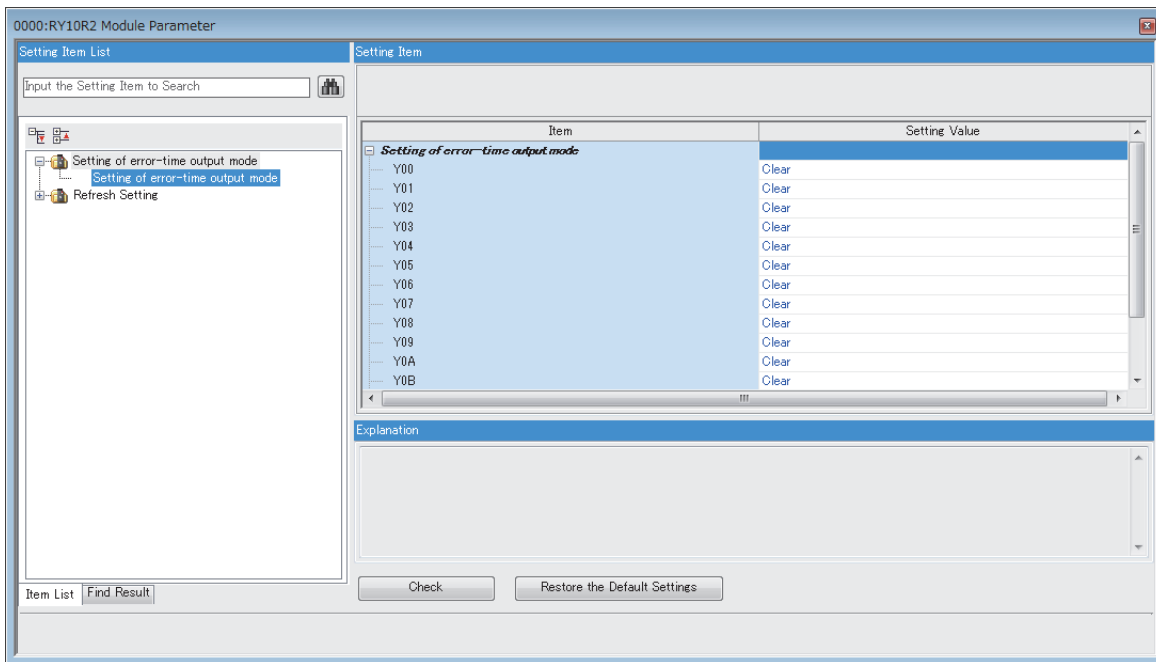 0000:RY10R2 Module Parameter
Setting Item List
Input the Setting Item to Search
Setting of error-time output mode
Setting of error-time output mode
Refresh Setting
Item List Find Result
Setting Item
Item Setting Value
Setting of error-time output mode
Y00 Clear
Y01 Clear
Y02 Clear
Y03 Clear
Y04 Clear
Y05 Clear
Y06 Clear
Y07 Clear
Y08 Clear
Y09 Clear
Y0A Clear
Y0B Clear
Explanation
Check Restore the Default Settings